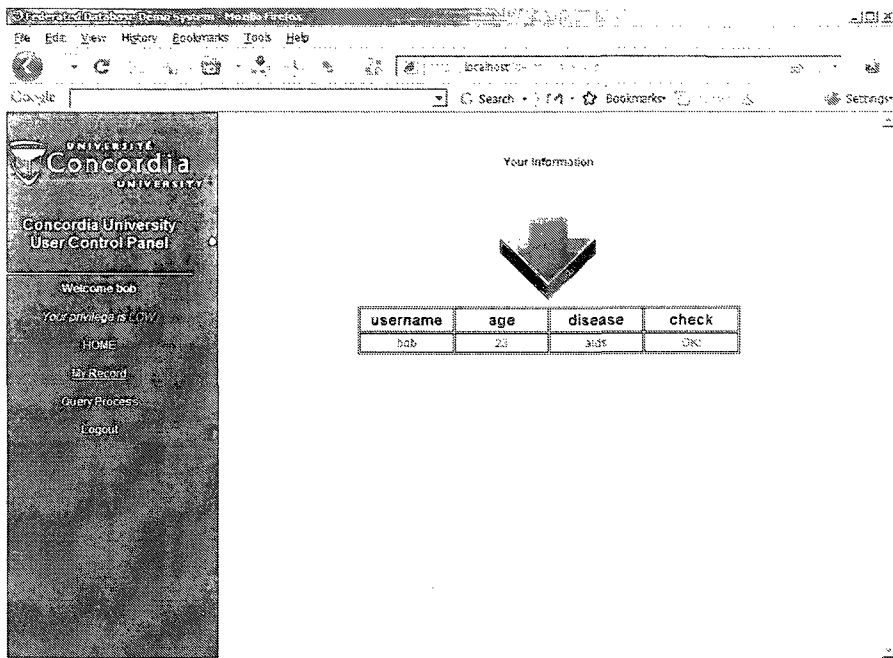 Federated Database Demo System - Mozilla Firefox
File Edit View History Bookmarks Tools Help
localhost
Google Search Bookmarks Settings
UNIVERSITÉ
Concordia
UNIVERSITY
Concordia University
User Control Panel
Welcome bob
Your privilege is LOW
HOME
My Record
Query Process
Logout
Your Information
username age disease check
bob 23 aids OK!